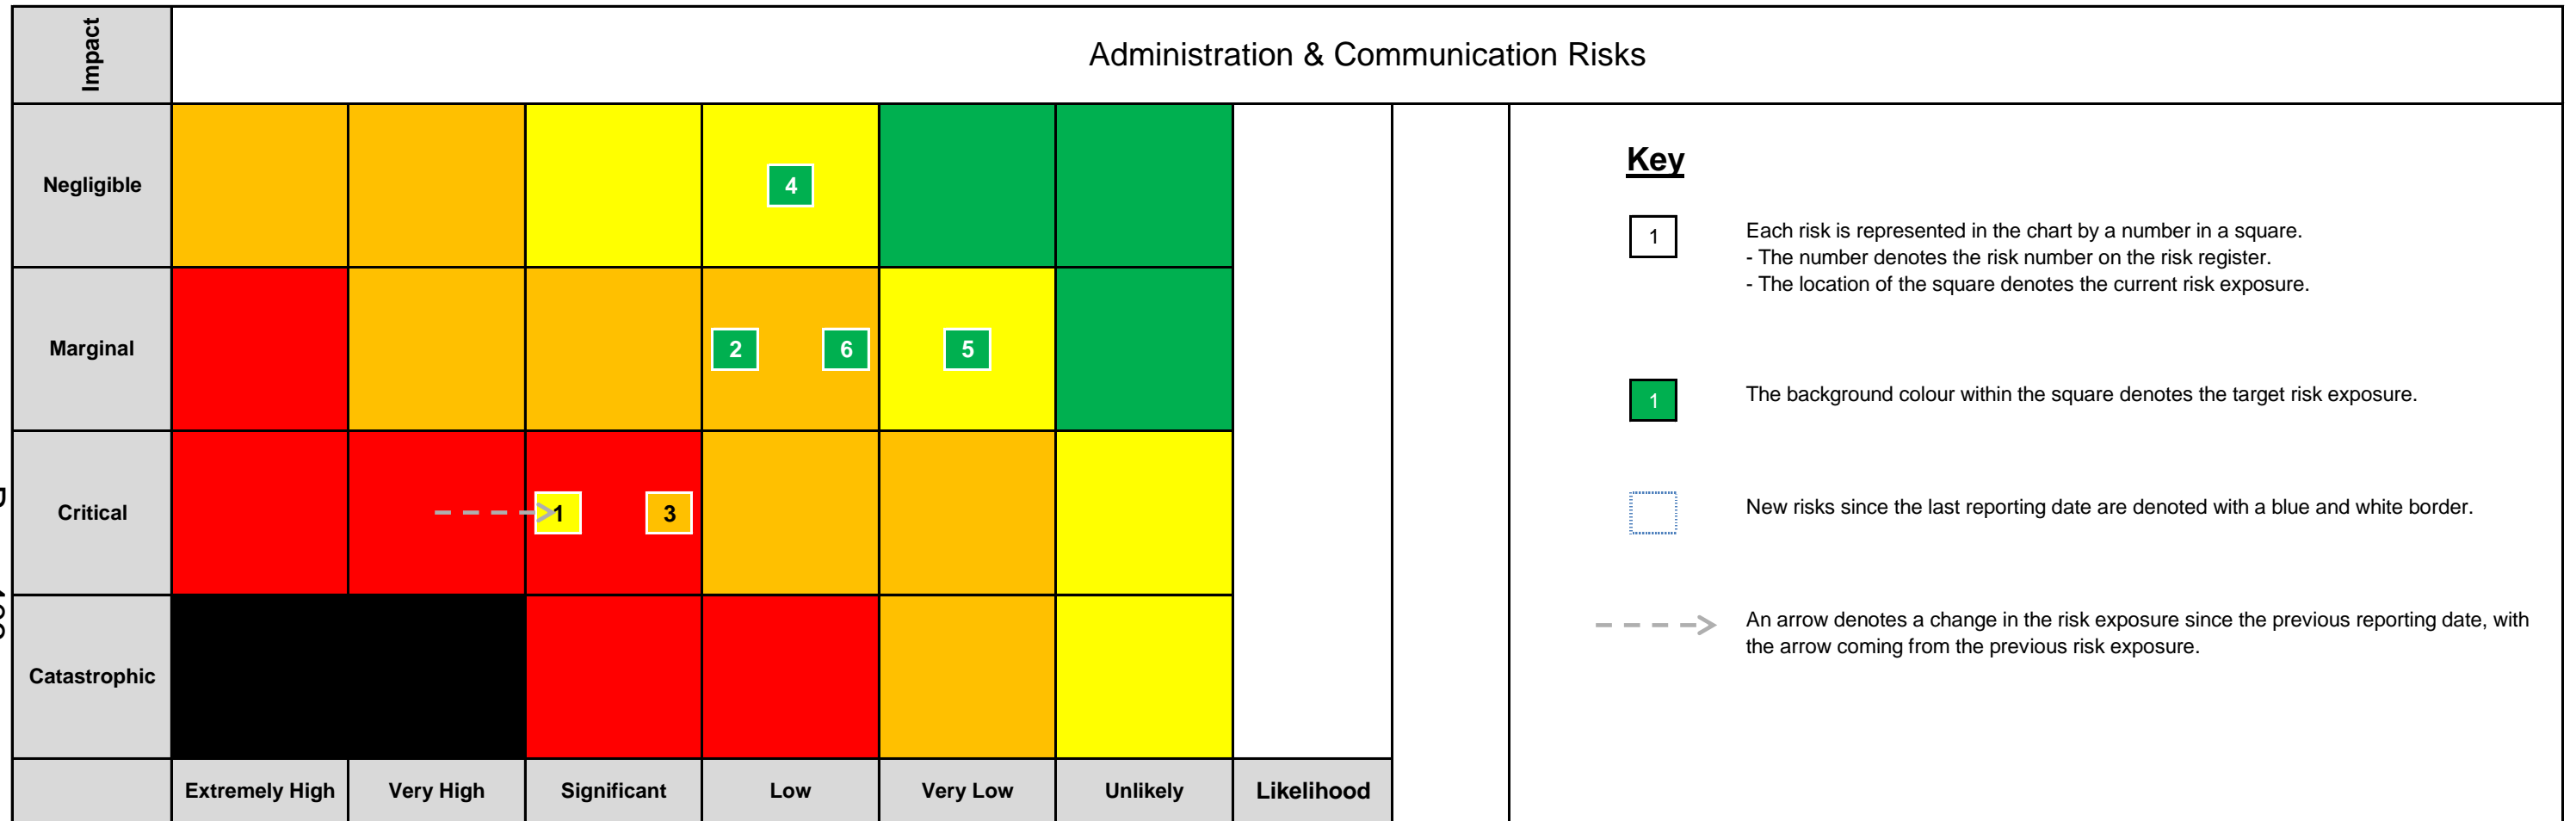 Impact
Administration & Communication Risks
Negligible
4
Marginal
2
6
5
Critical
1
3
Catastrophic
Extremely High
Very High
Significant
Low
Very Low
Unlikely
Likelihood
Key
1
Each risk is represented in the chart by a number in a square.
- The number denotes the risk number on the risk register.
- The location of the square denotes the current risk exposure.
1
The background colour within the square denotes the target risk exposure.
New risks since the last reporting date are denoted with a blue and white border.
An arrow denotes a change in the risk exposure since the previous reporting date, with
the arrow coming from the previous risk exposure.